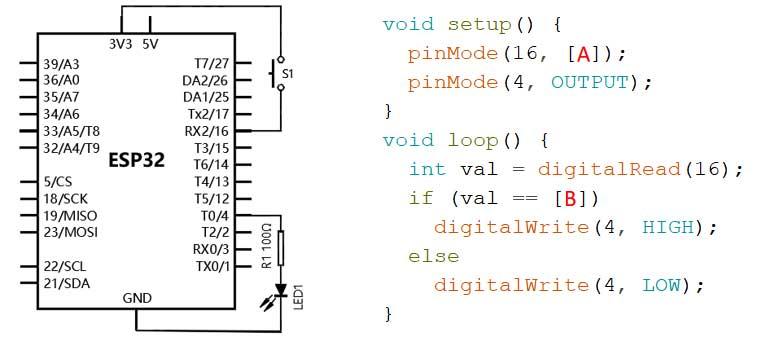 3V3 5V
39/A3
36/A0
35/A7
34/A6
33/A5/T8
32/A4/T9
5/CS
18/SCK
19/MISO
23/MOSI
22/SCL
21/SDA
ESP32
T7/27
DA2/26
DA1/25
Tx2/17
RX2/16
T3/15
T6/14
T4/13
T5/12
T0/4
T2/2
RX0/3
TX0/1
GND
S1
R1 100Ω
LED1
void setup() {
  pinMode(16, [A]);
  pinMode(4, OUTPUT);
}
void loop() {
  int val = digitalRead(16);
  if (val == [B])
    digitalWrite(4, HIGH);
  else
    digitalWrite(4, LOW);
}